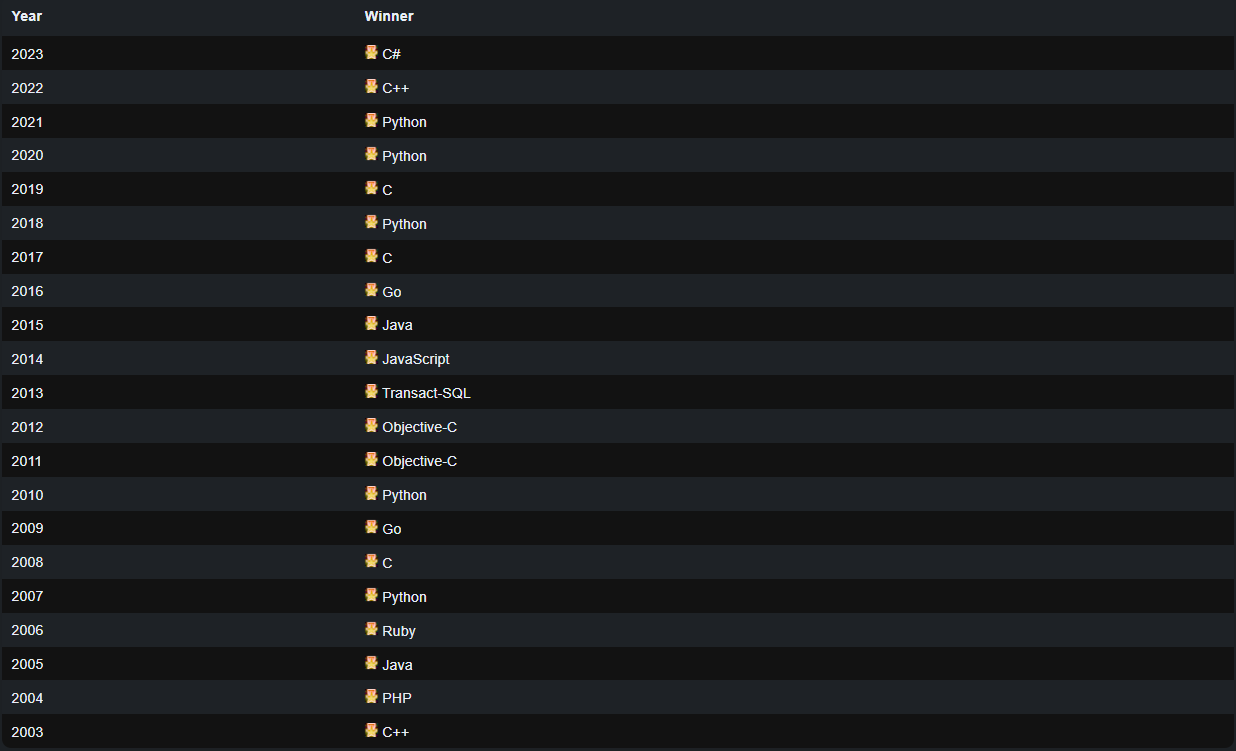 Year Winner
2023 C#
2022 C++
2021 Python
2020 Python
2019 C
2018 Python
2017 C
2016 Go
2015 Java
2014 JavaScript
2013 Transact-SQL
2012 Objective-C
2011 Objective-C
2010 Python
2009 Go
2008 C
2007 Python
2006 Ruby
2005 Java
2004 PHP
2003 C++